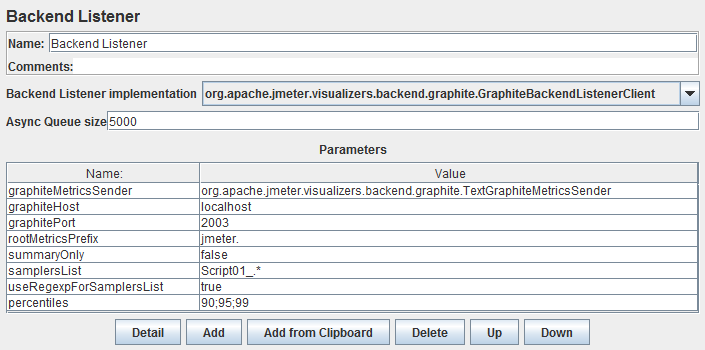 Backend Listener
Name: Backend Listener
Comments:
Backend Listener implementation org.apache.jmeter.visualizers.backend.graphite.GraphiteBackendListenerClient
Async Queue size 5000
Parameters
Name: Value
graphiteMetricsSender org.apache.jmeter.visualizers.backend.graphite.TextGraphiteMetricsSender
graphiteHost localhost
graphitePort 2003
rootMetricsPrefix jmeter.
summaryOnly false
samplersList Script01_.*
useRegexpForSamplersList true
percentiles 90;95;99
Detail Add Add from Clipboard Delete Up Down